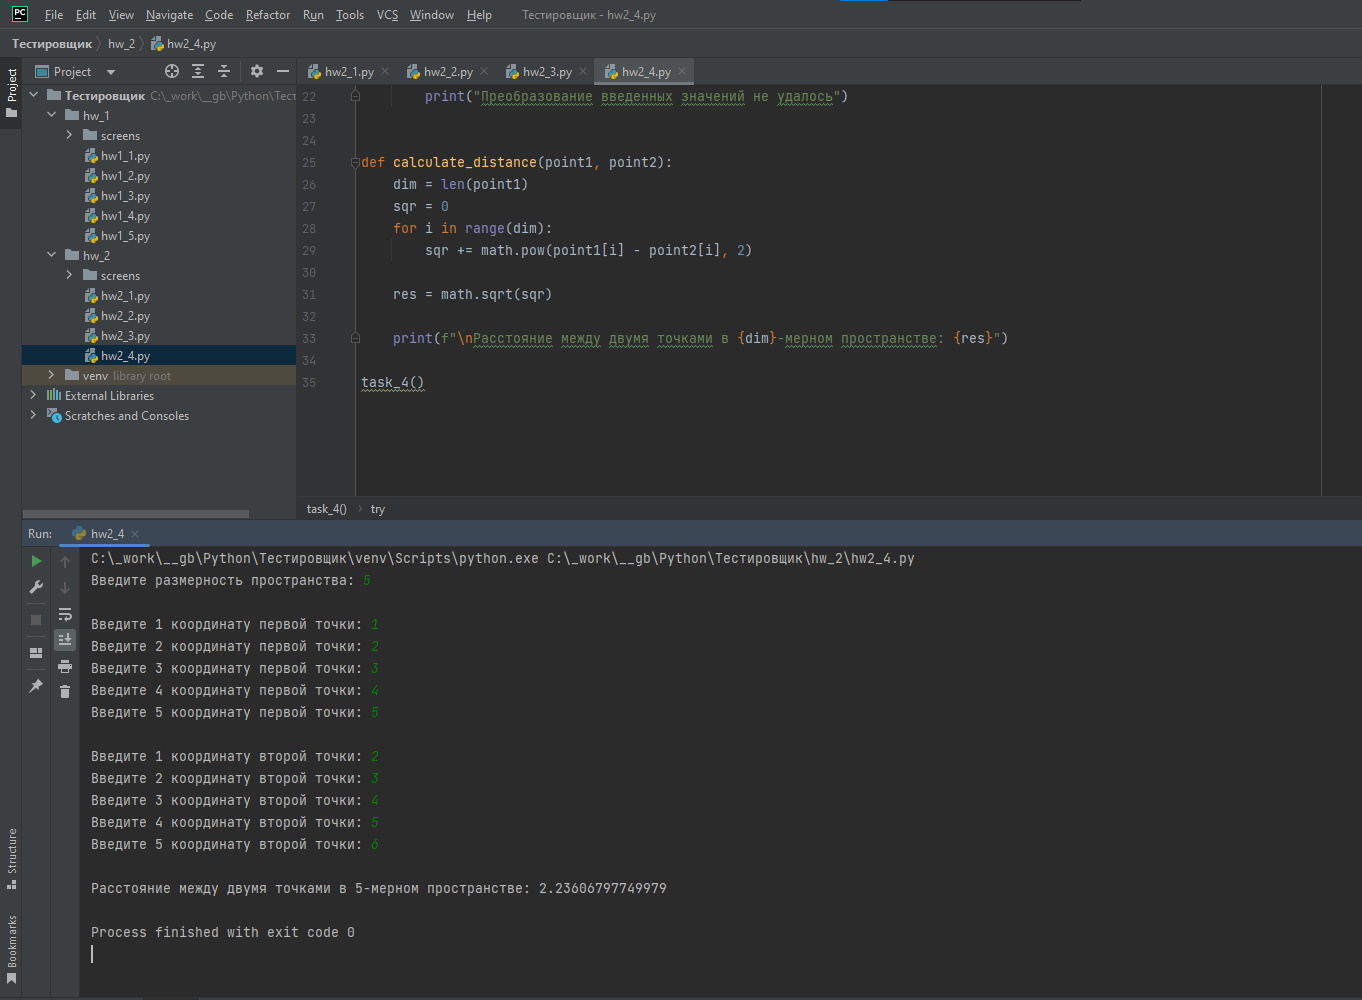 PC File Edit View Navigate Code Refactor Run Tools VCS Window Help Тестировщик - hw2_4.py
Тестировщик hw_2 hw2_4.py
Project
Project
hw2_1.py hw2_2.py hw2_3.py hw2_4.py
Тестировщик C:\_work\__gb\Python\Тест
hw_1
screens
hw1_1.py
hw1_2.py
hw1_3.py
hw1_4.py
hw1_5.py
hw_2
screens
hw2_1.py
hw2_2.py
hw2_3.py
hw2_4.py
venv library root
External Libraries
Scratches and Consoles
22 print("Преобразование введенных значений не удалось")
23
24
25 def calculate_distance(point1, point2):
26 dim = len(point1)
27 sqr = 0
28 for i in range(dim):
29 sqr += math.pow(point1[i] - point2[i], 2)
30
31 res = math.sqrt(sqr)
32
33 print(f"\nРасстояние между двумя точками в {dim}-мерном пространстве: {res}")
34
35 task_4()
task_4() try
Run: hw2_4
C:\_work\__gb\Python\Тестировщик\venv\Scripts\python.exe C:\_work\__gb\Python\Тестировщик\hw_2\hw2_4.py
Введите размерность пространства: 5
Введите 1 координату первой точки: 1
Введите 2 координату первой точки: 2
Введите 3 координату первой точки: 3
Введите 4 координату первой точки: 4
Введите 5 координату первой точки: 5
Введите 1 координату второй точки: 2
Введите 2 координату второй точки: 3
Введите 3 координату второй точки: 4
Введите 4 координату второй точки: 5
Введите 5 координату второй точки: 6
Расстояние между двумя точками в 5-мерном пространстве: 2.23606797749979
Process finished with exit code 0
Structure
Bookmarks